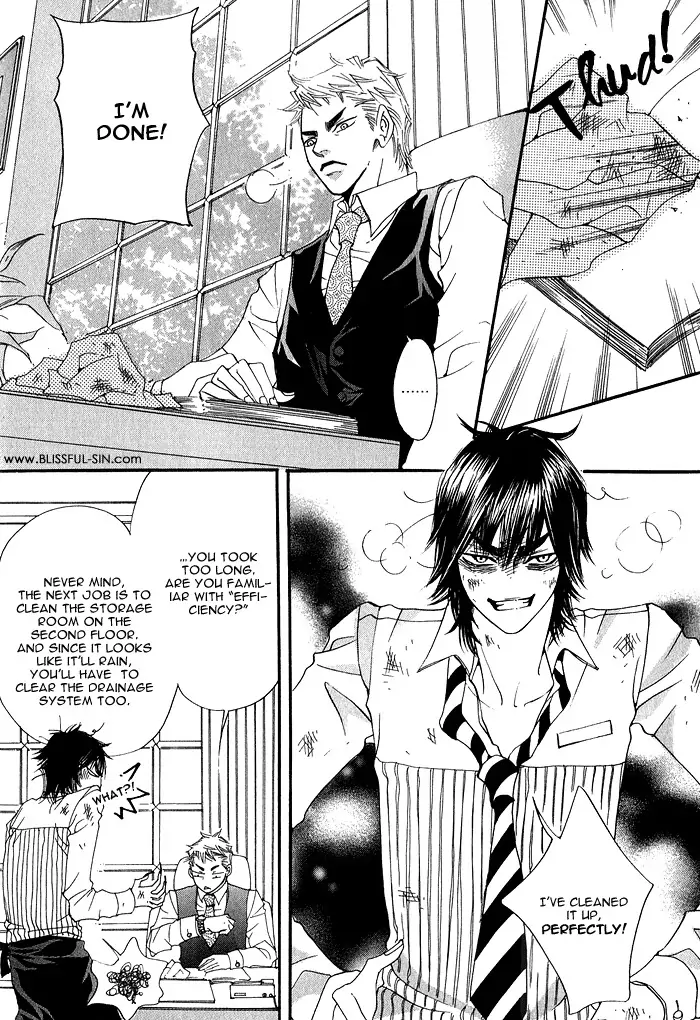 Thud!
I'M
DONE!
.......
www.BLISSFUL-SIN.com
I'VE CLEANED
IT UP,
PERFECTLY!
...YOU TOOK
TOO LONG,
ARE YOU FAMIL-
IAR WITH "EFFI-
CIENCY?"
NEVER MIND,
THE NEXT JOB IS TO
CLEAN THE STORAGE
ROOM ON THE
SECOND FLOOR.
AND SINCE IT LOOKS
LIKE IT'LL RAIN,
YOU'LL HAVE TO
CLEAR THE DRAINAGE
SYSTEM TOO.
WHAT?!